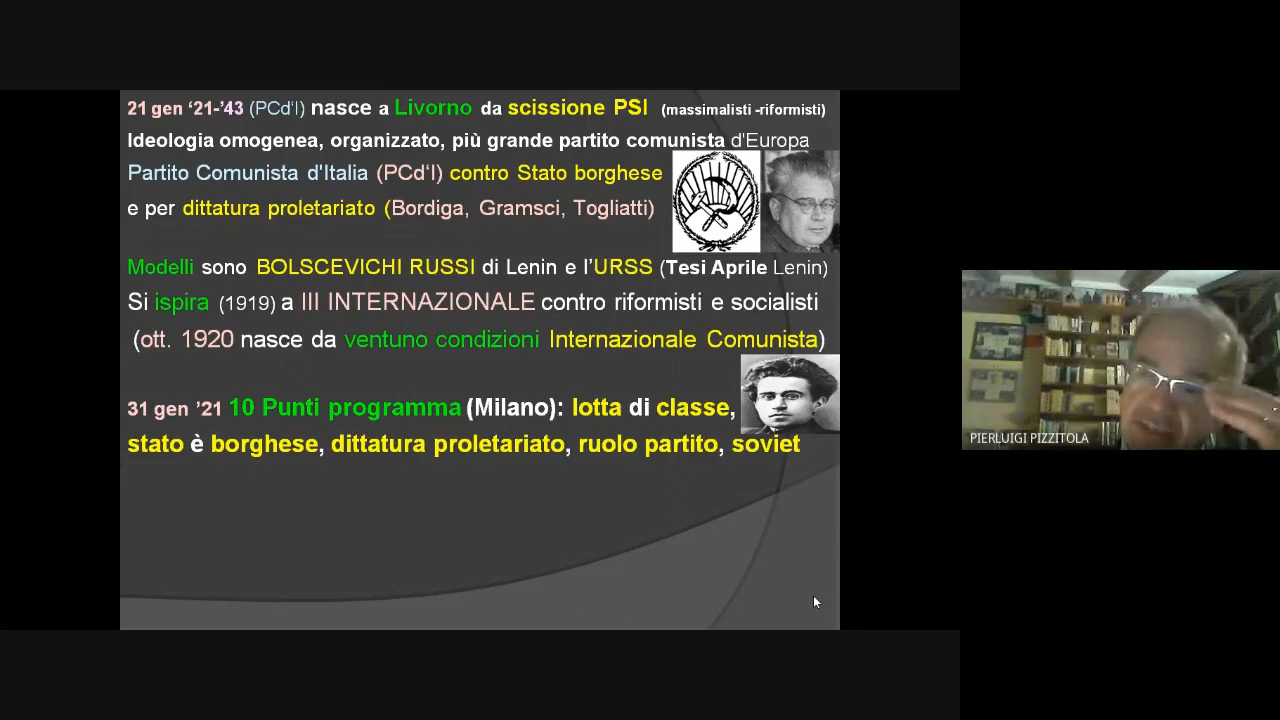 21 gen ‘21-’43 (PCd‘I) nasce a Livorno da scissione PSI (massimalisti -riformisti)
Ideologia omogenea, organizzato, più grande partito comunista d'Europa
Partito Comunista d'Italia (PCd‘I) contro Stato borghese
e per dittatura proletariato (Bordiga, Gramsci, Togliatti)
Modelli sono BOLSCEVICHI RUSSI di Lenin e l’URSS (Tesi Aprile Lenin)
Si ispira (1919) a III INTERNAZIONALE contro riformisti e socialisti
(ott. 1920 nasce da ventuno condizioni Internazionale Comunista)
31 gen ’21 10 Punti programma (Milano): lotta di classe,
stato è borghese, dittatura proletariato, ruolo partito, soviet
PIERLUIGI PIZZITOLA